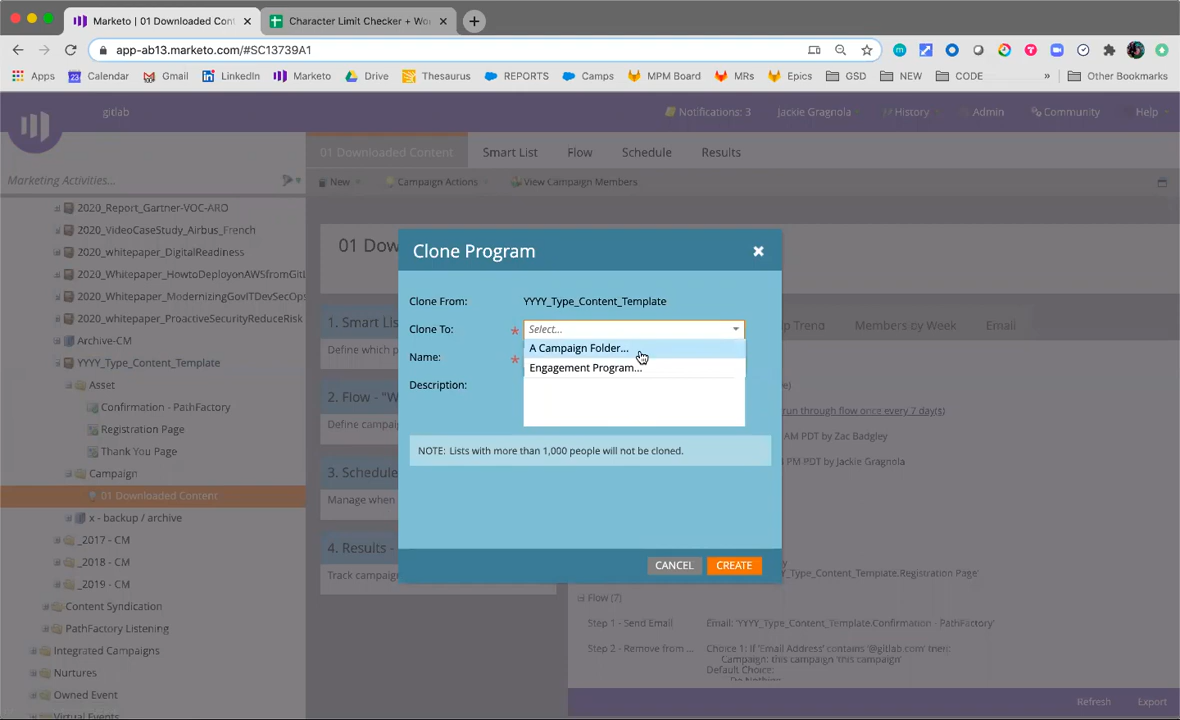 Marketo | 01 Downloaded Cont
Character Limit Checker + Wo
app-ab13.marketo.com/#SC13739A1
Apps Calendar Gmail LinkedIn Marketo Drive Thesaurus REPORTS Camps MPM Board MRs Epics GSD NEW CODE » Other Bookmarks
gitlab Notifications: 3 Jackie Gragnola History Admin Community Help
01 Downloaded Content Smart List Flow Schedule Results
Marketing Activities...
New Campaign Actions View Campaign Members
2020_Report_Gartner-VOC-ARO
2020_VideoCaseStudy_Airbus_French
2020_whitepaper_DigitalReadiness
2020_Whitepaper_HowtoDeployonAWSfromGitl
2020_Whitepaper_ModernizingGovITDevSecOps
2020_whitepaper_ProactiveSecurityReduceRisk
Archive-CM
YYYY_Type_Content_Template
Asset
Confirmation - PathFactory
Registration Page
Thank You Page
Campaign
01 Downloaded Content
x - backup / archive
_2017 - CM
_2018 - CM
_2019 - CM
Content Syndication
PathFactory Listening
Integrated Campaigns
Nurtures
Owned Event
Virtual Events
01 Dow
1. Smart Lis
Define which p
2. Flow - "W
Define campai
3. Schedule
Manage when
4. Results -
Track campaig
Clone Program
Clone From: YYYY_Type_Content_Template
Clone To: * Select...
A Campaign Folder...
Engagement Program...
Name: *
Description:
NOTE: Lists with more than 1,000 people will not be cloned.
CANCEL CREATE
p Trend Members by Week Email
run through flow once every 7 day(s)
AM PDT by Zac Badgley
PM PDT by Jackie Gragnola
Y_Type_Content_Template.Registration Page'
Flow (7)
Step 1 - Send Email Email: 'YYYY_Type_Content_Template.Confirmation - PathFactory'
Step 2 - Remove from ... Choice 1: If 'Email Address' contains '@gitlab.com' then:
Campaign: this campaign 'this campaign'
Default Choice:
Do Nothing
Refresh Export